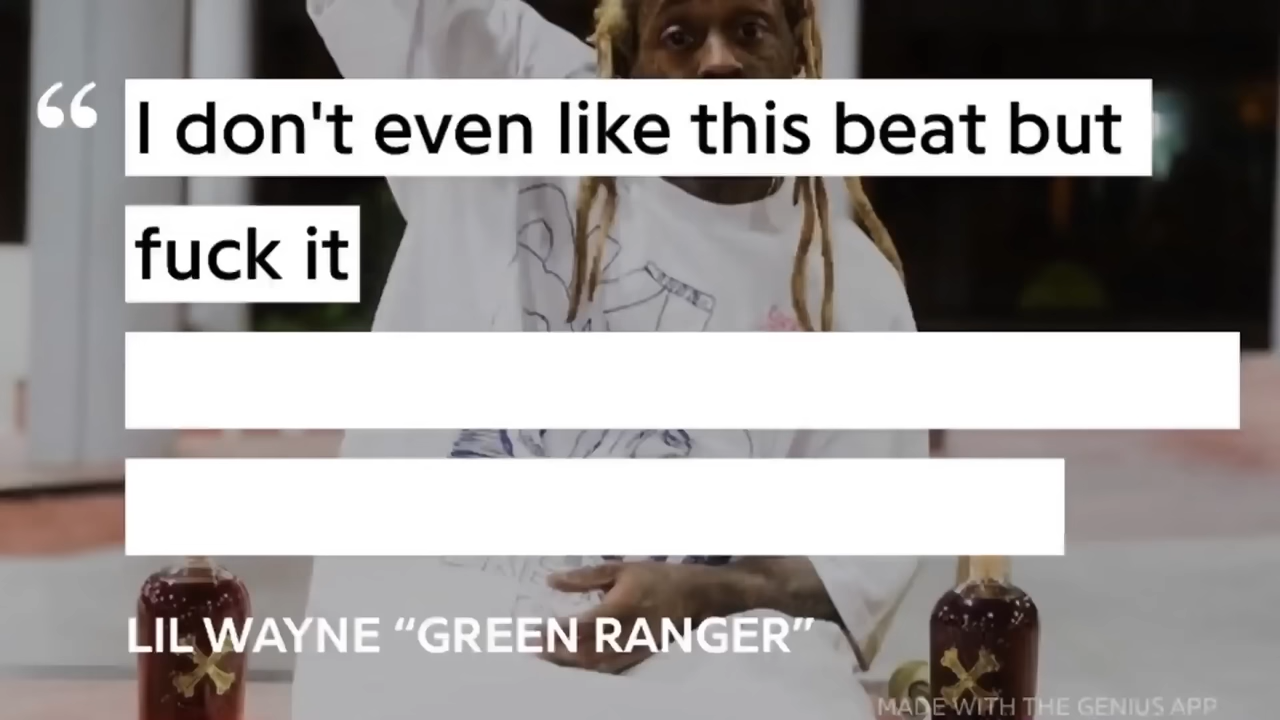 “ I don't even like this beat but
fuck it
LIL WAYNE “GREEN RANGER”
MADE WITH THE GENIUS APP